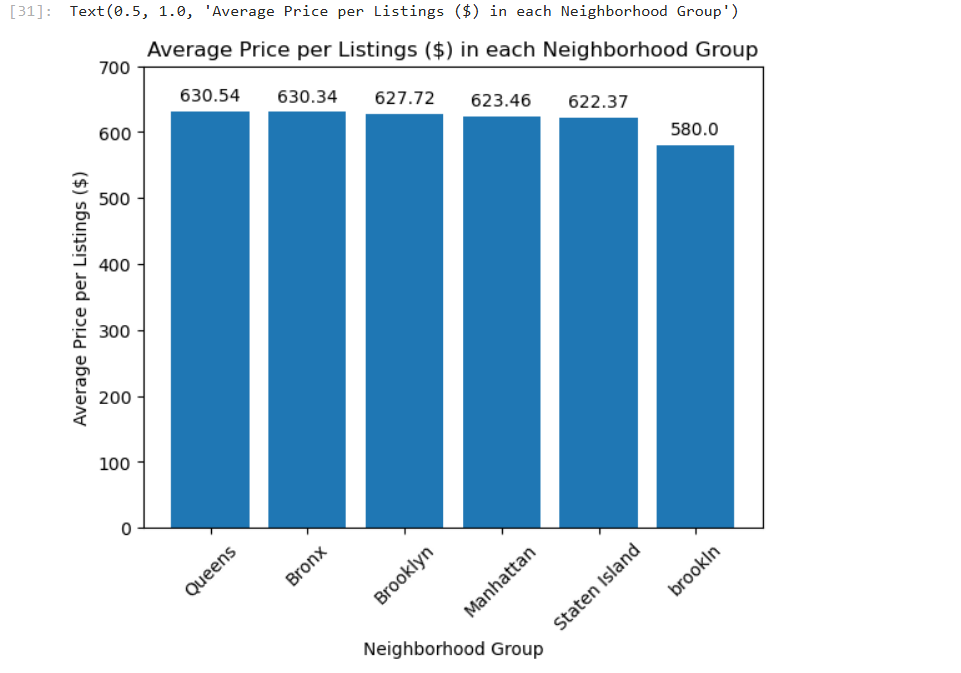 [31]: Text(0.5, 1.0, 'Average Price per Listings ($) in each Neighborhood Group')
Average Price per Listings ($) in each Neighborhood Group
700
600
500
400
300
200
100
0
Average Price per Listings ($)
630.54
630.34
627.72
623.46
622.37
580.0
Queens
Bronx
Brooklyn
Manhattan
Staten Island
brookln
Neighborhood Group